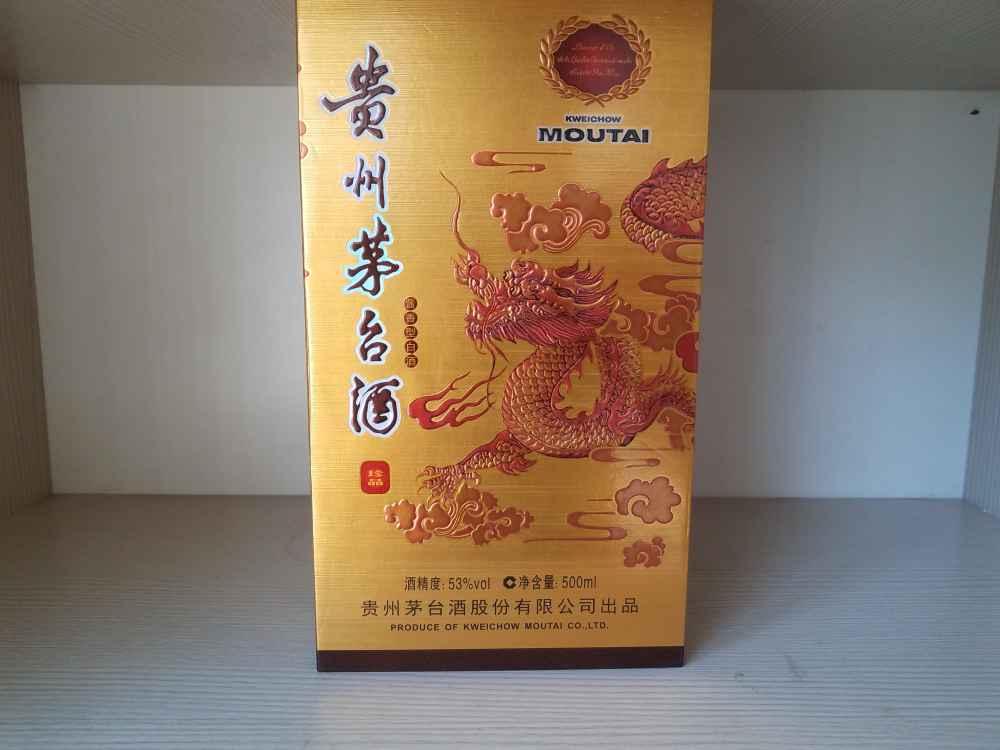 贵州茅台酒
酱香型白酒
珍品
KWEICHOW
MOUTAI
酒精度: 53%vol 净含量: 500ml
贵州茅台酒股份有限公司出品
PRODUCE OF KWEICHOW MOUTAI CO.,LTD.